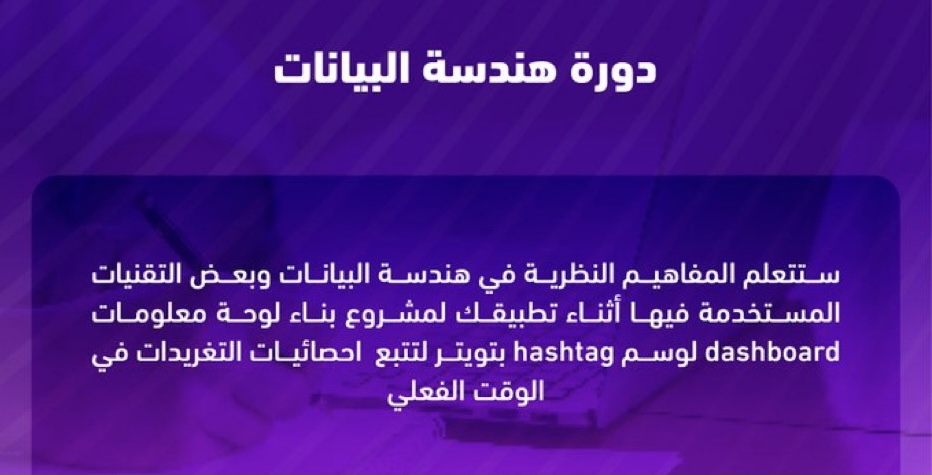 دورة هندسة البيانات
ستتعلم المفاهيم النظرية في هندسة البيانات وبعض التقنيات
المستخدمة فيها أثناء تطبيقك لمشروع بناء لوحة معلومات
dashboard لوسم hashtag بتويتر لتتبع احصائيات التغريدات في
الوقت الفعلي